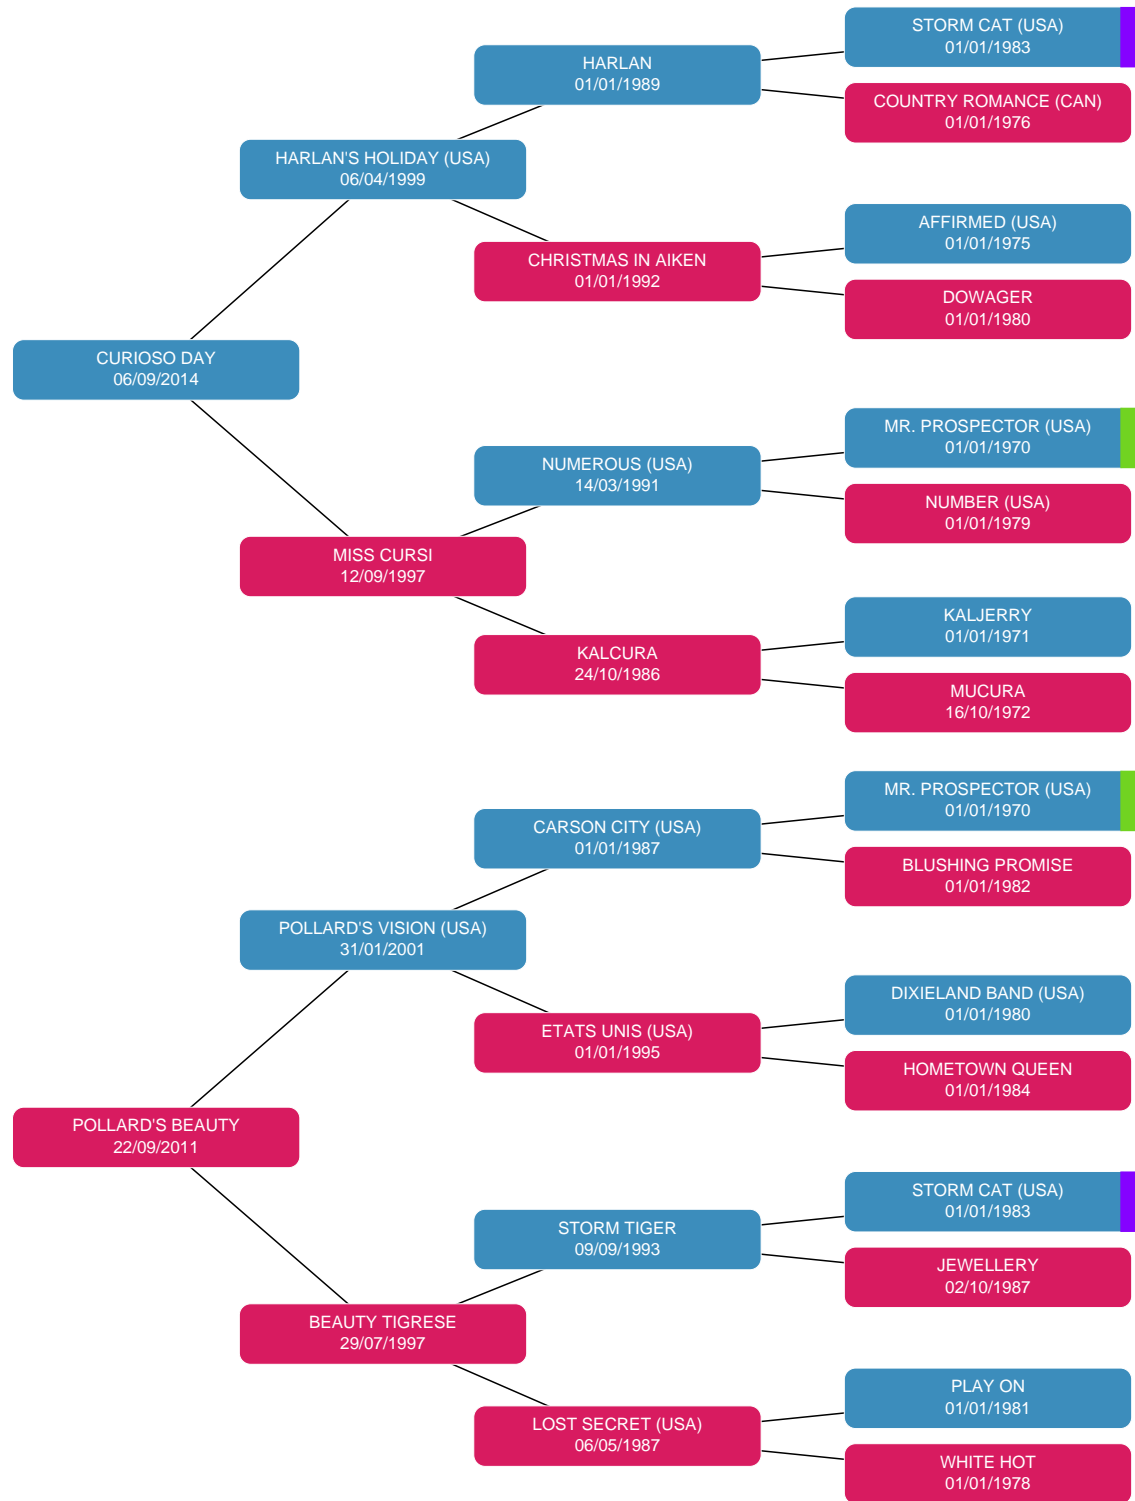 STORM CAT (USA)
01/01/1983
HARLAN
01/01/1989
COUNTRY ROMANCE (CAN)
01/01/1976
HARLAN'S HOLIDAY (USA)
06/04/1999
AFFIRMED (USA)
01/01/1975
CHRISTMAS IN AIKEN
01/01/1992
DOWAGER
01/01/1980
CURIOSO DAY
06/09/2014
MR. PROSPECTOR (USA)
01/01/1970
NUMEROUS (USA)
14/03/1991
NUMBER (USA)
01/01/1979
MISS CURSI
12/09/1997
KALJERRY
01/01/1971
KALCURA
24/10/1986
MUCURA
16/10/1972
MR. PROSPECTOR (USA)
01/01/1970
CARSON CITY (USA)
01/01/1987
BLUSHING PROMISE
01/01/1982
POLLARD'S VISION (USA)
31/01/2001
DIXIELAND BAND (USA)
01/01/1980
ETATS UNIS (USA)
01/01/1995
HOMETOWN QUEEN
01/01/1984
POLLARD'S BEAUTY
22/09/2011
STORM CAT (USA)
01/01/1983
STORM TIGER
09/09/1993
JEWELLERY
02/10/1987
BEAUTY TIGRESE
29/07/1997
PLAY ON
01/01/1981
LOST SECRET (USA)
06/05/1987
WHITE HOT
01/01/1978